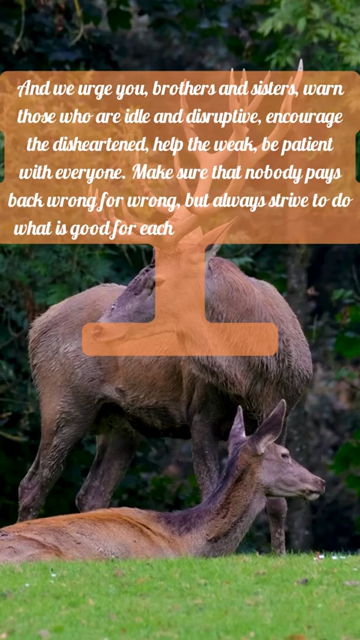 And we urge you, brothers and sisters, warn
those who are idle and disruptive, encourage
the disheartened, help the weak, be patient
with everyone. Make sure that nobody pays
back wrong for wrong, but always strive to do
what is good for each